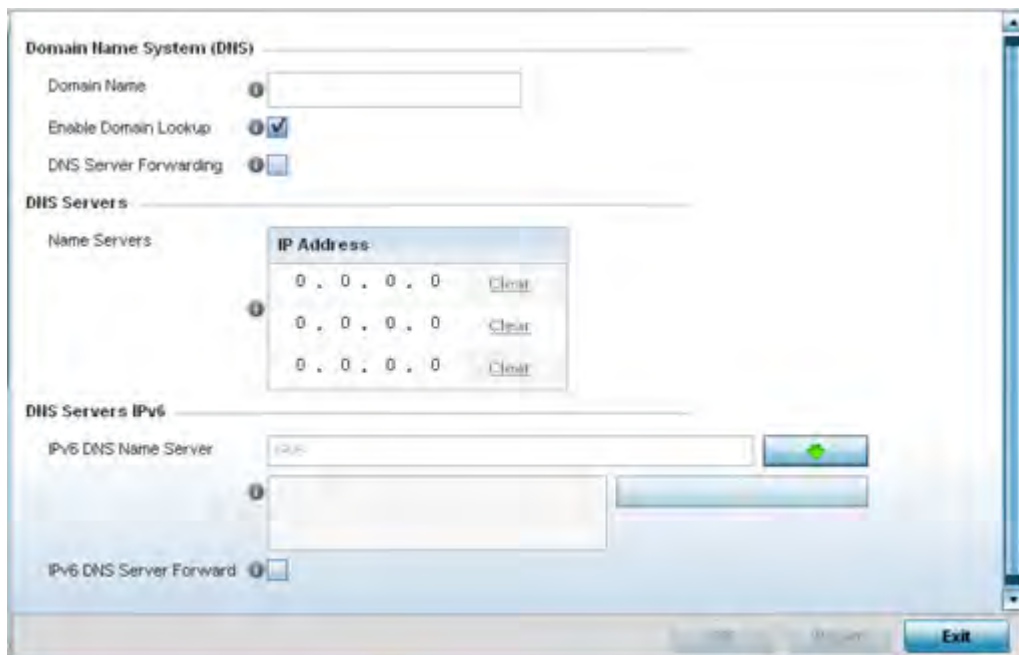 Domain Name System (DNS)
Domain Name
Enable Domain Lookup
DNS Server Forwarding
DNS Servers
Name Servers
IP Address
0 . 0 . 0 . 0 Clear
0 . 0 . 0 . 0 Clear
0 . 0 . 0 . 0 Clear
DNS Servers IPv6
IPv6 DNS Name Server
IPv6 DNS Server Forward
Exit